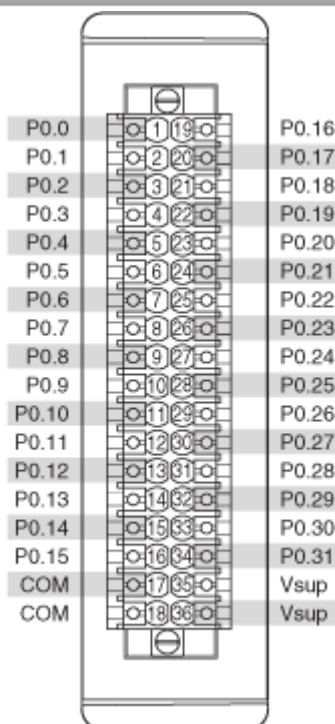 P0.0 1 19 P0.16
P0.1 2 20 P0.17
P0.2 3 21 P0.18
P0.3 4 22 P0.19
P0.4 5 23 P0.20
P0.5 6 24 P0.21
P0.6 7 25 P0.22
P0.7 8 26 P0.23
P0.8 9 27 P0.24
P0.9 10 28 P0.25
P0.10 11 29 P0.26
P0.11 12 30 P0.27
P0.12 13 31 P0.28
P0.13 14 32 P0.29
P0.14 15 33 P0.30
P0.15 16 34 P0.31
COM 17 35 Vsup
COM 18 36 Vsup